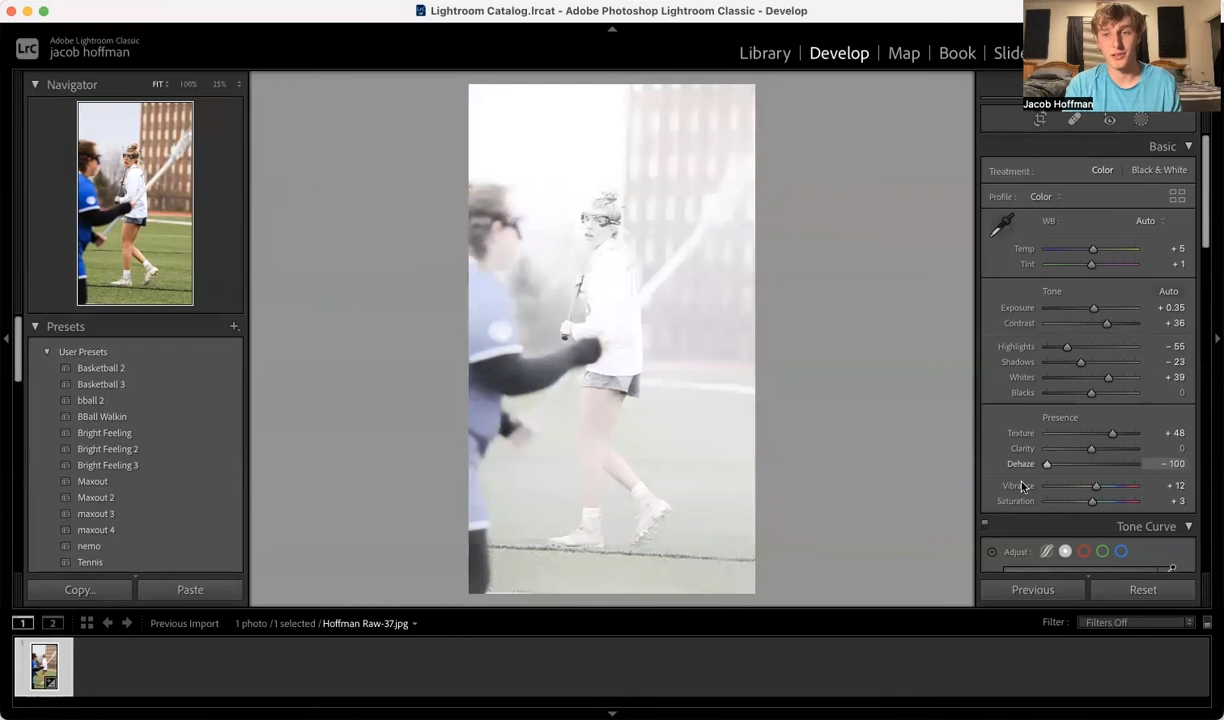 Lightroom Catalog.lrcat - Adobe Photoshop Lightroom Classic - Develop
LrC
Adobe Lightroom Classic
jacob hoffman
Library | Develop | Map | Book | Slide
Jacob Hoffman
Navigator FIT 100% 25%
Presets
User Presets
Basketball 2
Basketball 3
bball 2
BBall Walkin
Bright Feeling
Bright Feeling 2
Bright Feeling 3
Maxout
Maxout 2
maxout 3
maxout 4
nemo
Tennis
Copy... Paste
Basic
Treatment : Color | Black & White
Profile : Color
WB : Auto
Temp + 5
Tint + 1
Tone Auto
Exposure + 0.35
Contrast + 36
Highlights – 55
Shadows – 23
Whites + 39
Blacks 0
Presence
Texture + 48
Clarity 0
Dehaze – 100
Vibrance + 12
Saturation + 3
Tone Curve
Adjust :
Previous Reset
1 2 Previous Import 1 photo / 1 selected / Hoffman Raw-37.jpg Filter : Filters Off